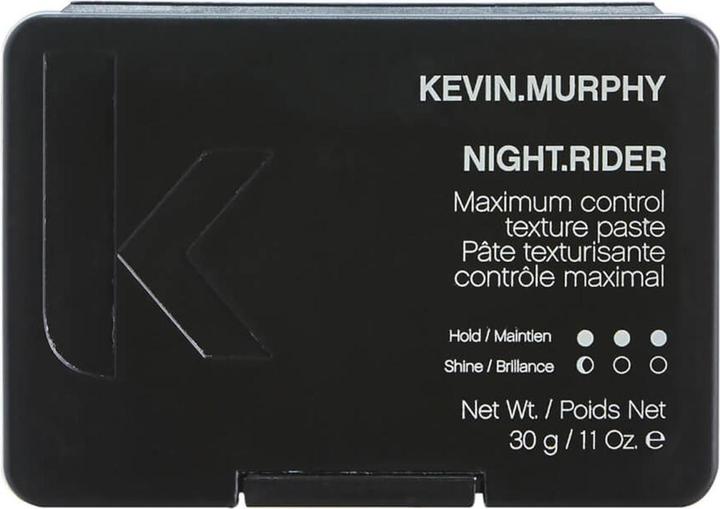 KEVIN.MURPHY
NIGHT.RIDER
Maximum control
texture paste
Pâte texturisante
contrôle maximal
Hold / Maintien
Shine / Brillance
Net Wt. / Poids Net
30 g / 11 Oz. ℮